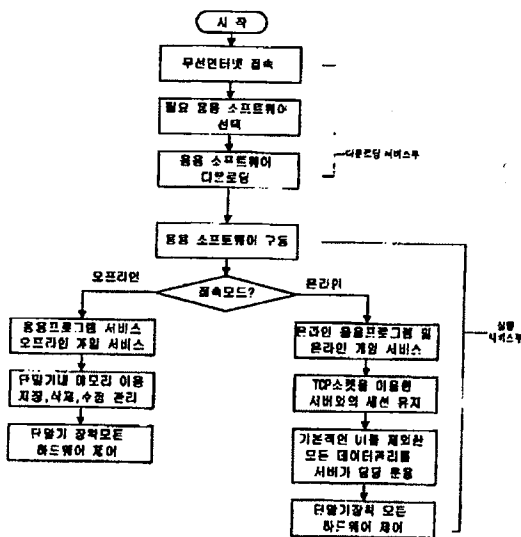 시 작
무선인터넷 접속
필요 응용 소프트웨어
선택
응용 소프트웨어
다운로딩
다운로딩 서비스부
응용 소프트웨어 구동
오프라인
접속모드?
온라인
응용프로그램 서비스
오프라인 게임 서비스
온라인 응용프로그램 및
온라인 게임 서비스
실행
서비스부
단말기내 메모리 이용
저장,삭제,수정 관리
TCP소켓을 이용한
서버와의 세션 유지
단말기 장착모든
하드웨어 제어
기본적인 UI를 제외한
모든 데이터관리를
서버가 담당 운용
단말기장착 모든
하드웨어 제어